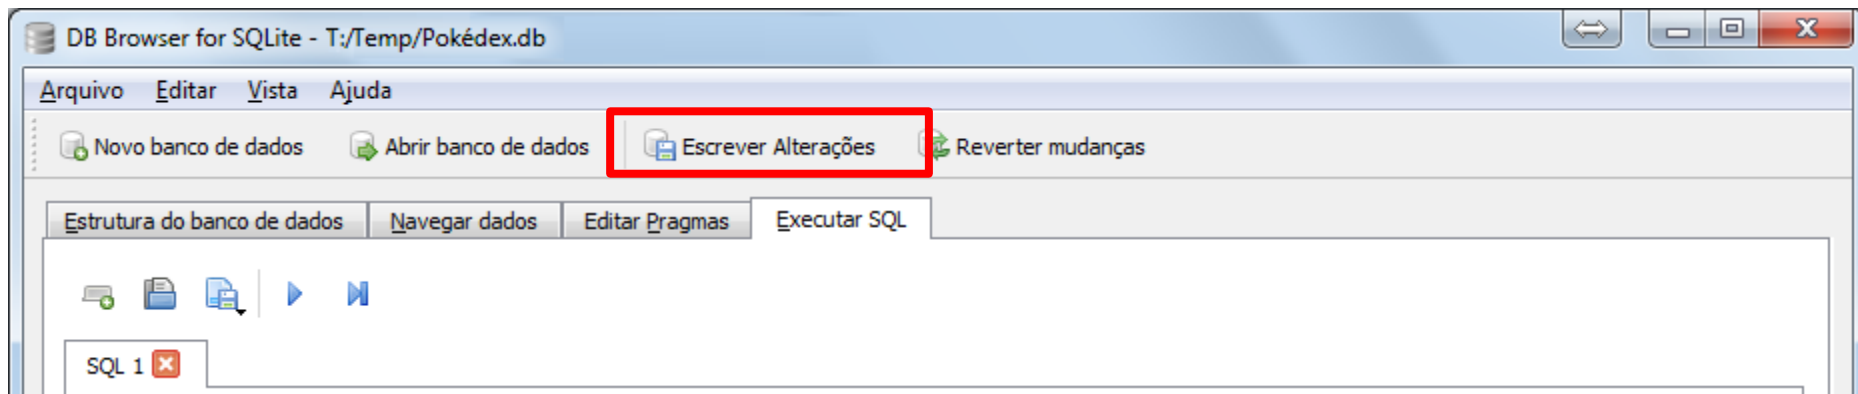 DB Browser for SQLite - T:/Temp/Pokédex.db
Arquivo Editar Vista Ajuda
Novo banco de dados Abrir banco de dados Escrever Alterações Reverter mudanças
Estrutura do banco de dados Navegar dados Editar Pragmas Executar SQL
SQL 1